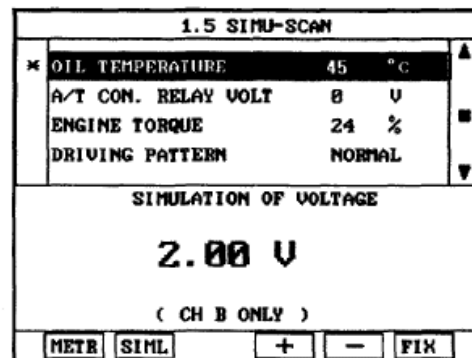 1.5 SIMU-SCAN
* OIL TEMPERATURE 45 °C
A/T CON. RELAY VOLT 0 V
ENGINE TORQUE 24 %
DRIVING PATTERN NORMAL
SIMULATION OF VOLTAGE
2.00 V
( CH B ONLY )
METR SIML + - FIX